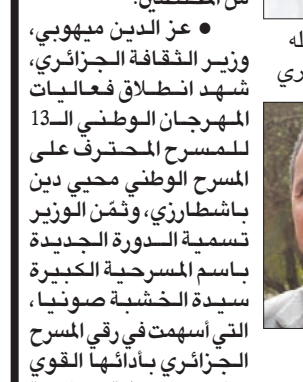 ● عز الدين ميهوبي،
وزير الثقافة الجزائري،
شهد انطلاق فعاليات
المهرجان الوطني الـ13
للمسرح المحترف على
المسرح الوطني محيي دين
باشطارزي، وثمّن الوزير
تسمية الدورة الجديدة
باسم المسرحية الكبيرة
سيدة الخشبة صونيا،
التي أسهمت في رقي المسرح
الجزائري بأدائها القوي
له
ري